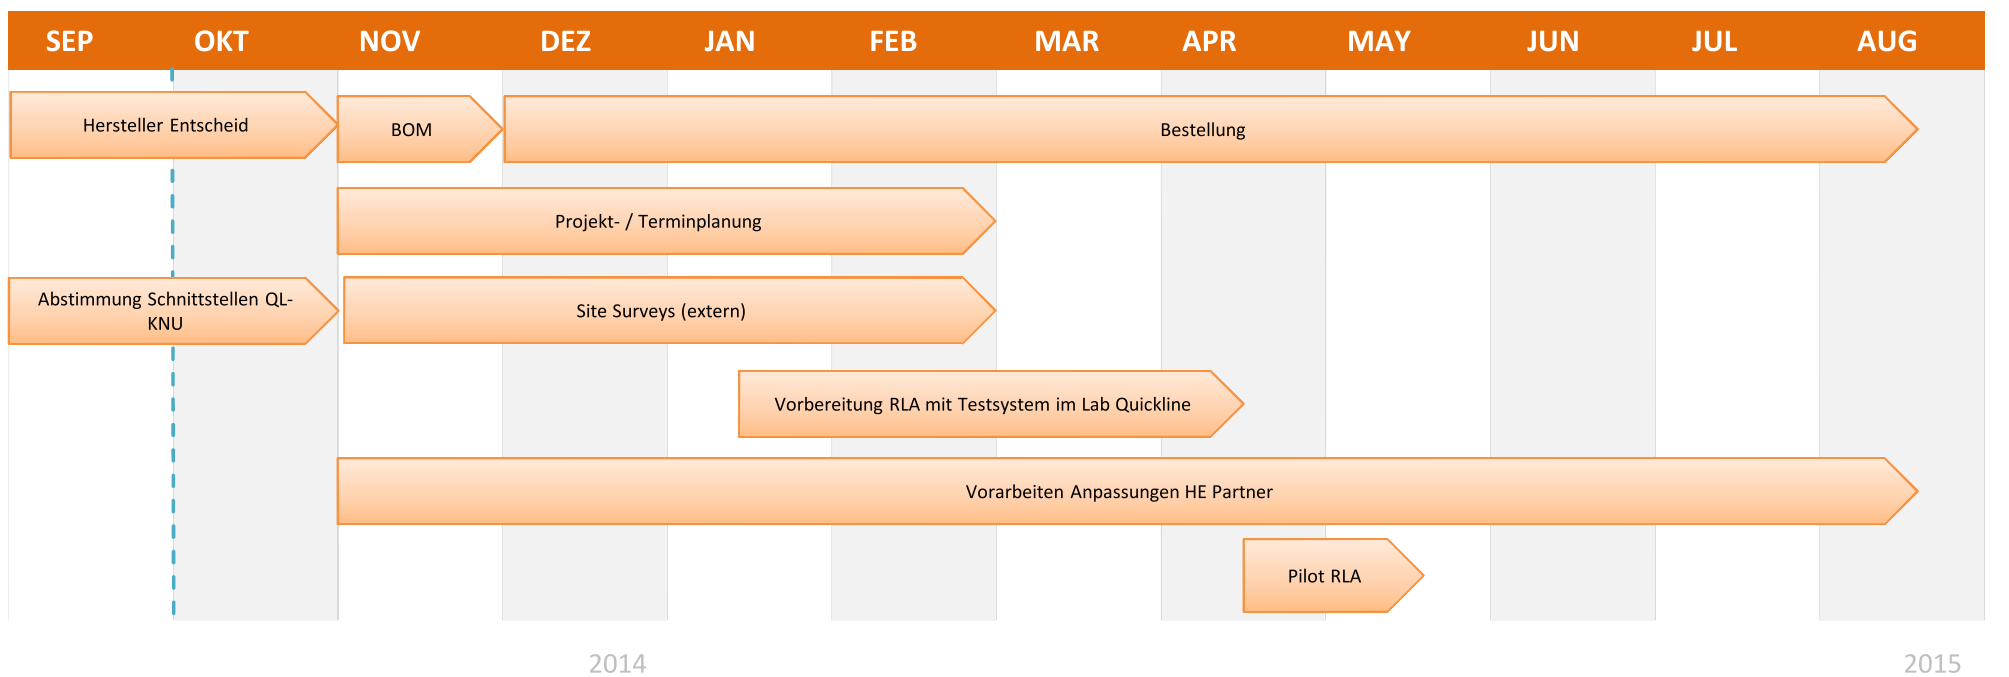 SEP OKT NOV DEZ JAN FEB MAR APR MAY JUN JUL AUG
Hersteller Entscheid
BOM
Bestellung
Projekt- / Terminplanung
Abstimmung Schnittstellen QL-
KNU
Site Surveys (extern)
Vorbereitung RLA mit Testsystem im Lab Quickline
Vorarbeiten Anpassungen HE Partner
Pilot RLA
2014
2015